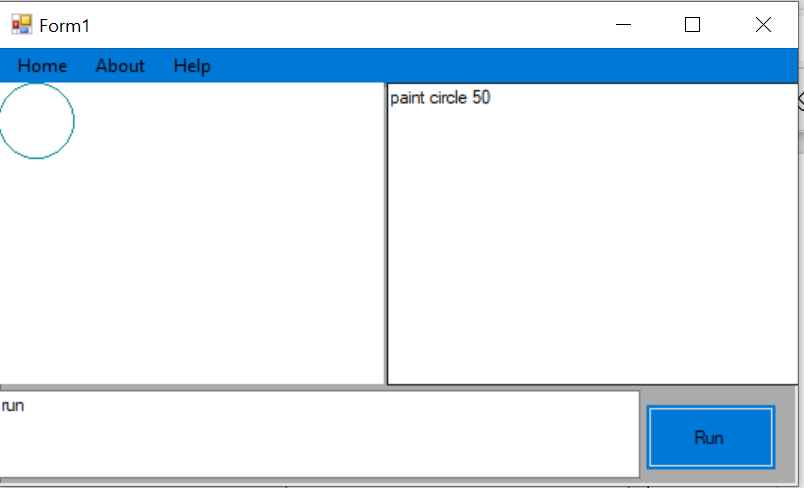 Form1
Home About Help
paint circle 50
run
Run